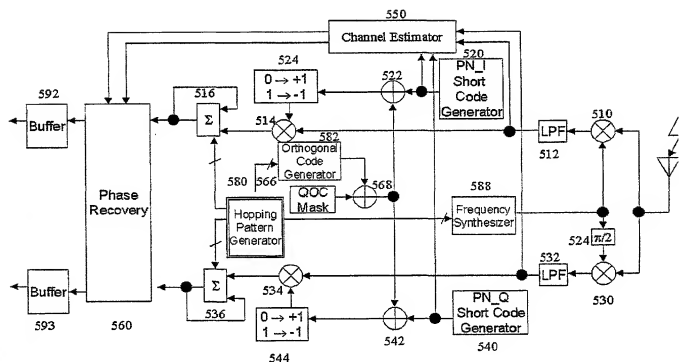 550
Channel Estimator
524
0 → +1
1 → -1
522
520
PN_I
Short
Code
Generator
592
Buffer
516
Σ
514
582
510
LPF
512
Orthogonal
Code
Generator
566
580
QOC
Mask
568
588
Phase
Recovery
Hopping
Pattern
Generator
Frequency
Synthesizer
524
π/2
532
LPF
530
Σ
536
534
Buffer
593
560
0 → +1
1 → -1
544
542
PN_Q
Short Code
Generator
540